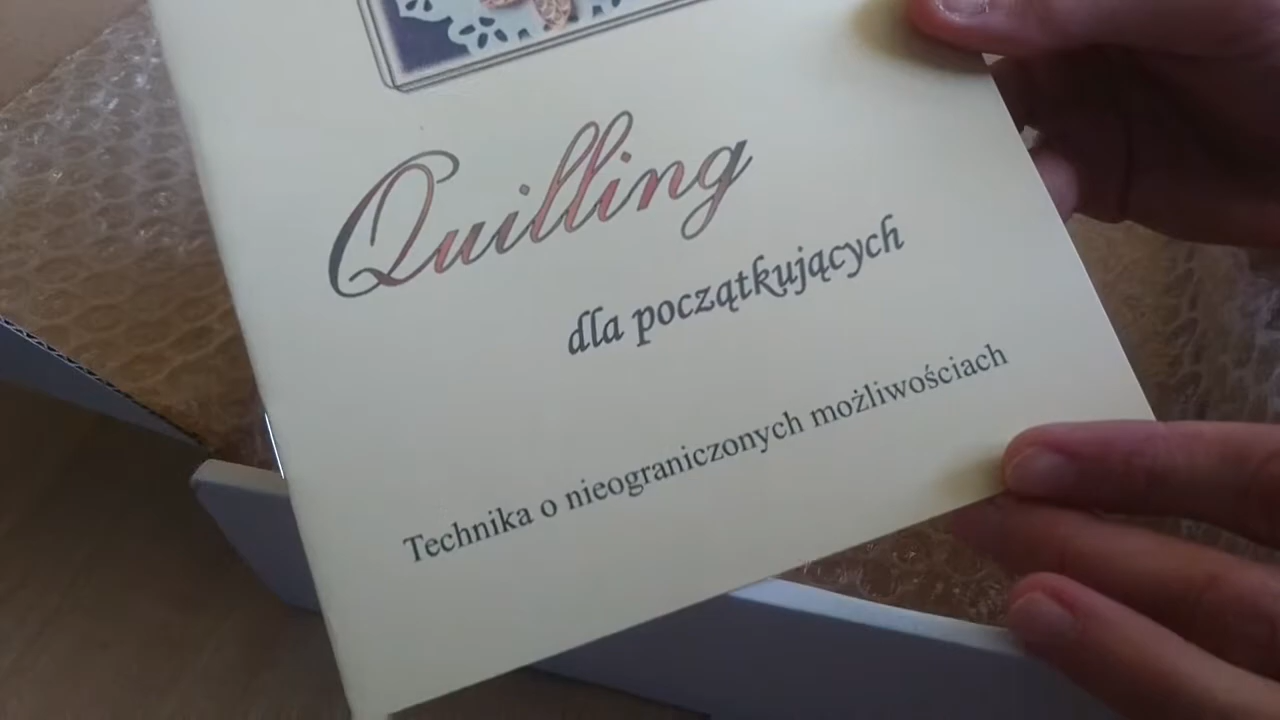 Quilling
dla początkujących
Technika o nieograniczonych możliwościach